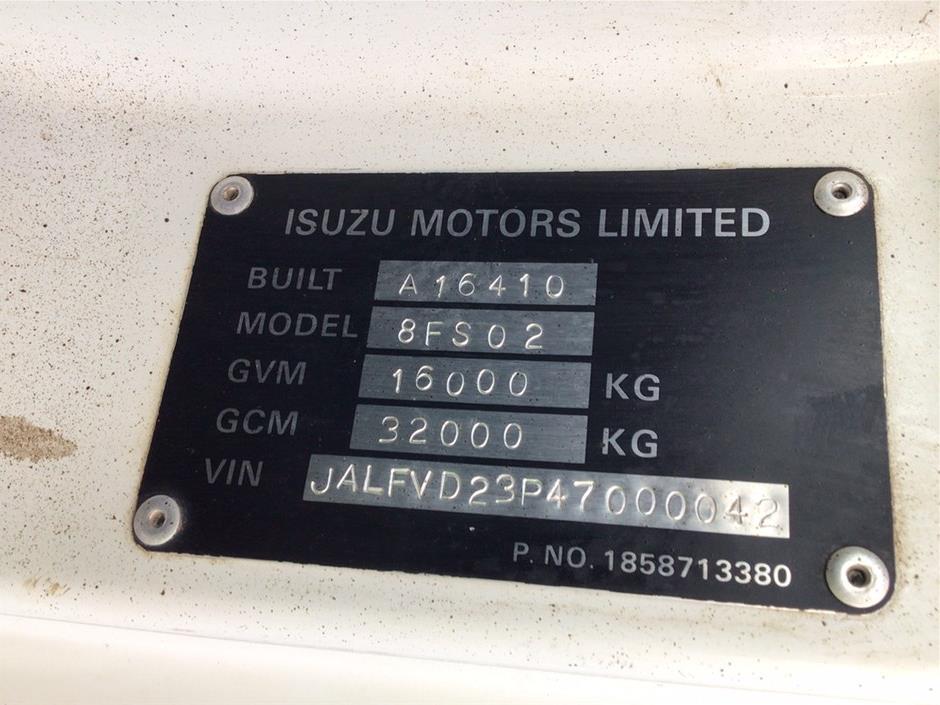 ISUZU MOTORS LIMITED
BUILT A16410
MODEL 8FS02
GVM 16000 KG
GCM 32000 KG
VIN JALFVD23P47000042
P. NO. 1858713380